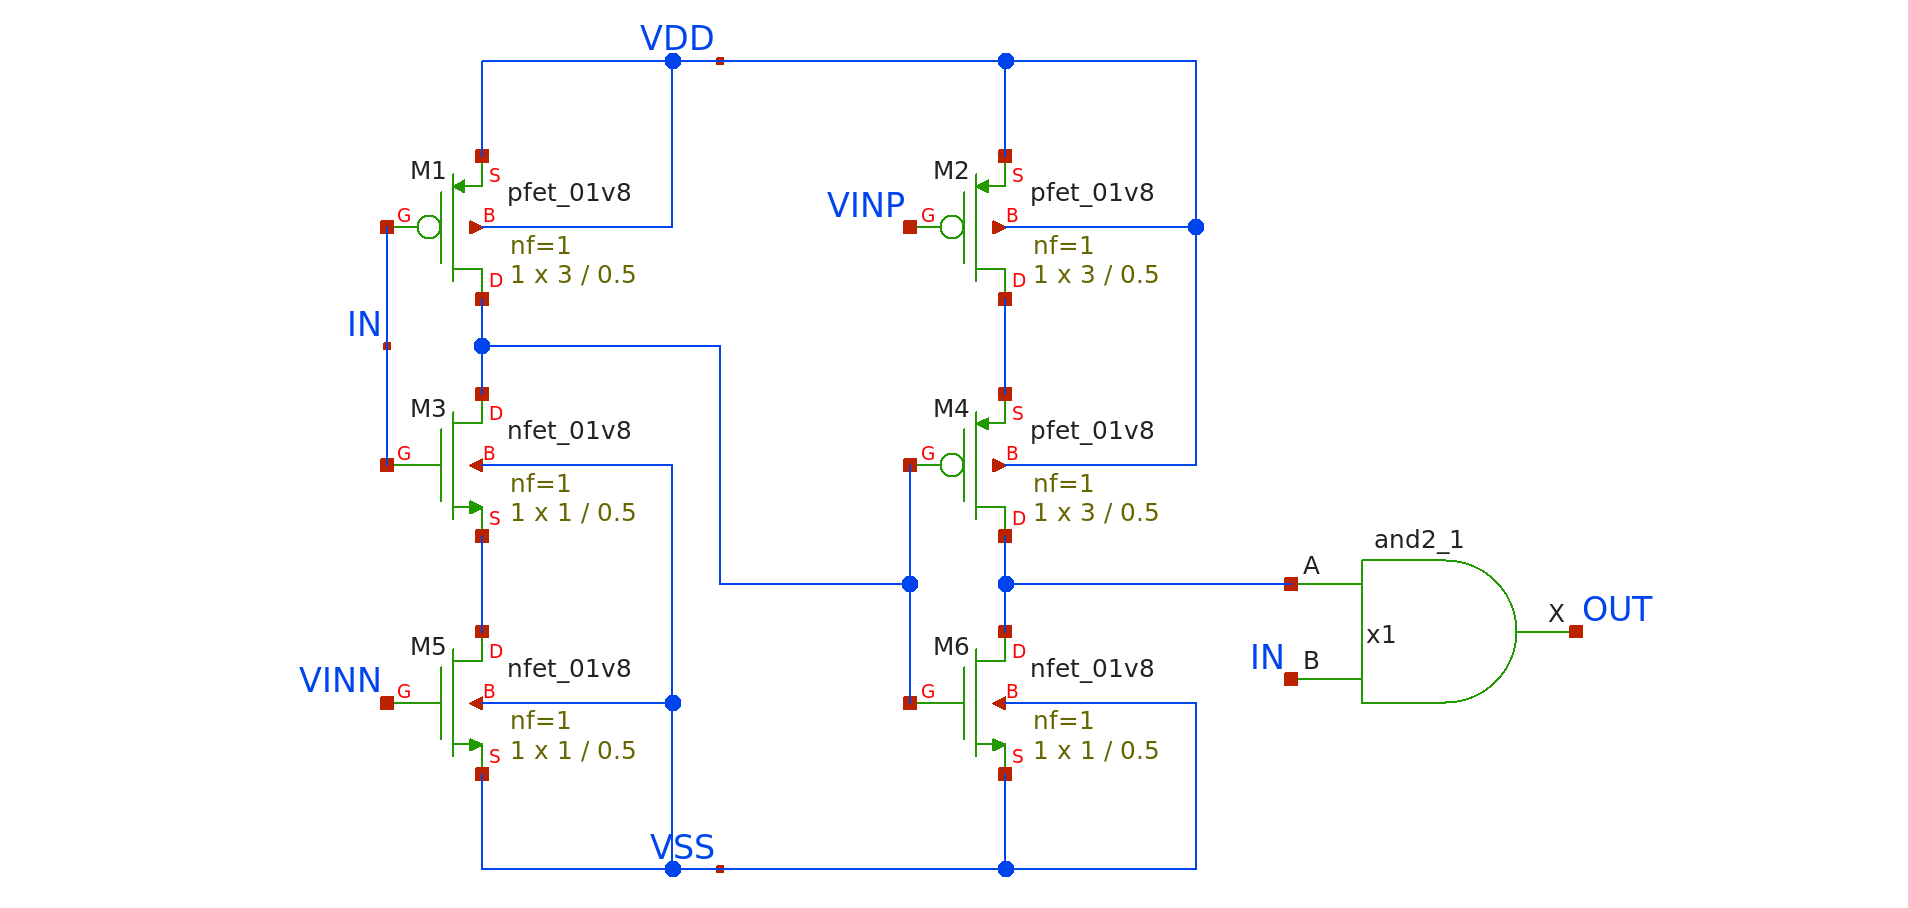 VDD
M1
S
pfet_01v8
G
B
nf=1
1 x 3 / 0.5
D
M2
S
pfet_01v8
VINP
G
B
nf=1
1 x 3 / 0.5
D
IN
M3
D
nfet_01v8
G
B
nf=1
1 x 1 / 0.5
S
M4
S
pfet_01v8
G
B
nf=1
1 x 3 / 0.5
D
and2_1
A
x1
X
OUT
IN
B
M5
D
nfet_01v8
VINN
G
B
nf=1
1 x 1 / 0.5
S
M6
D
nfet_01v8
G
B
nf=1
1 x 1 / 0.5
S
VSS